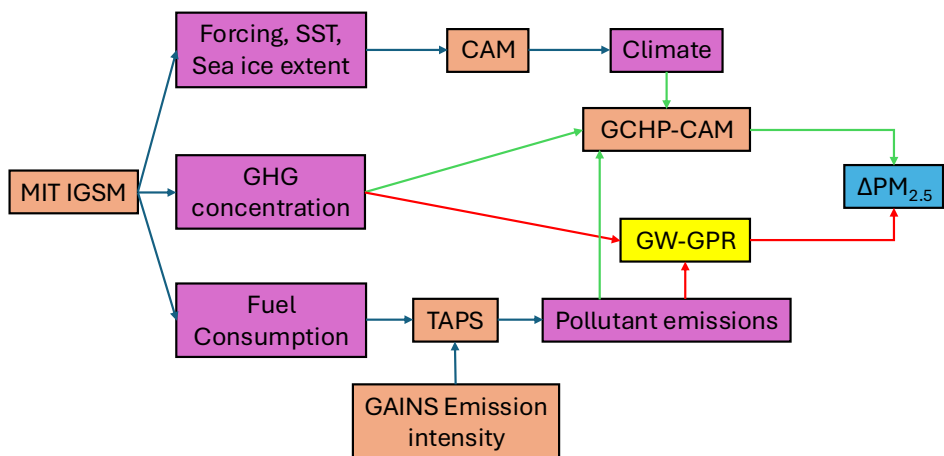 Forcing, SST,
Sea ice extent
CAM
Climate
GCHP-CAM
MIT IGSM
GHG
concentration
ΔPM2.5
GW-GPR
Fuel
Consumption
TAPS
Pollutant emissions
GAINS Emission
intensity